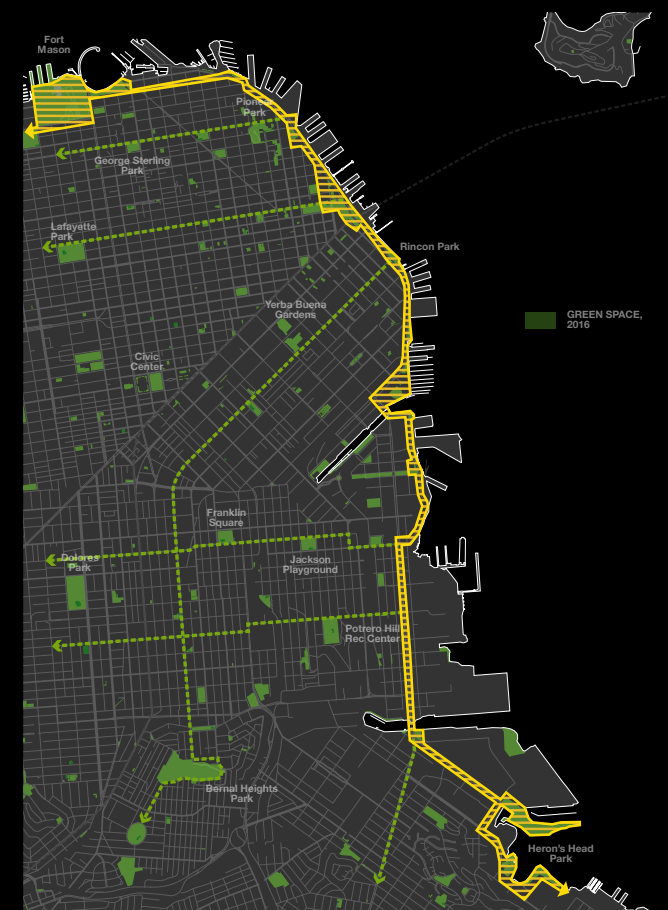 Fort
Mason
Pioneer
Park
George Sterling
Park
Lafayette
Park
Rincon Park
Yerba Buena
Gardens
GREEN SPACE,
2016
Civic
Center
Franklin
Square
Dolores
Park
Jackson
Playground
Potrero Hill
Rec Center
Bernal Heights
Park
Heron's Head
Park